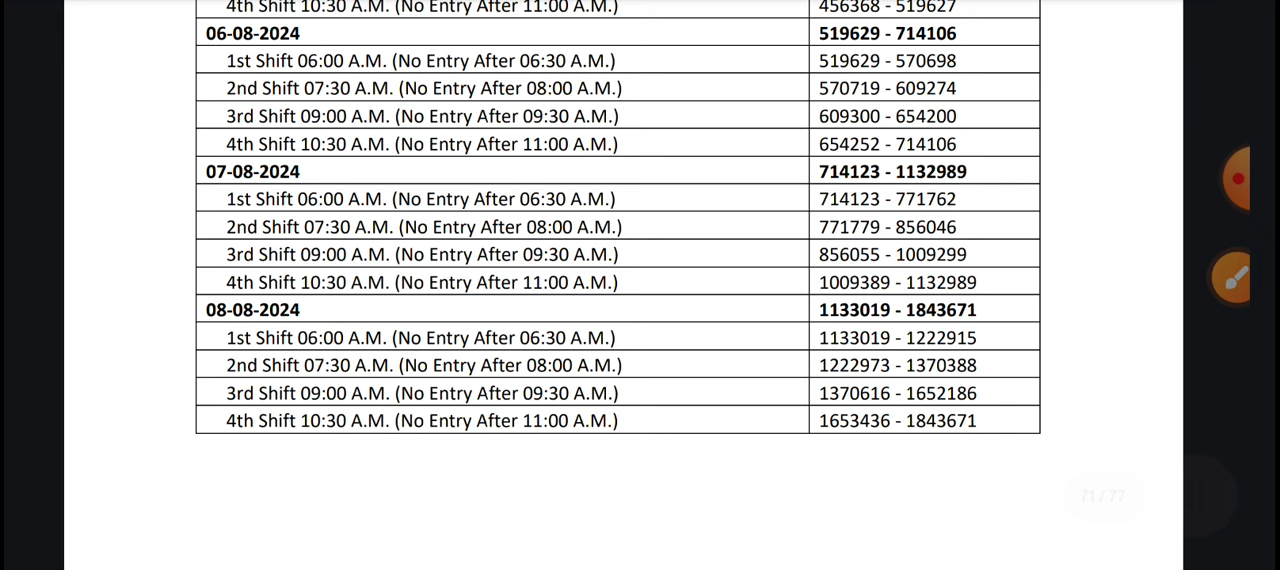 4th Shift 10:30 A.M. (No Entry After 11:00 A.M.) 456368 - 519627
06-08-2024 519629 - 714106
1st Shift 06:00 A.M. (No Entry After 06:30 A.M.) 519629 - 570698
2nd Shift 07:30 A.M. (No Entry After 08:00 A.M.) 570719 - 609274
3rd Shift 09:00 A.M. (No Entry After 09:30 A.M.) 609300 - 654200
4th Shift 10:30 A.M. (No Entry After 11:00 A.M.) 654252 - 714106
07-08-2024 714123 - 1132989
1st Shift 06:00 A.M. (No Entry After 06:30 A.M.) 714123 - 771762
2nd Shift 07:30 A.M. (No Entry After 08:00 A.M.) 771779 - 856046
3rd Shift 09:00 A.M. (No Entry After 09:30 A.M.) 856055 - 1009299
4th Shift 10:30 A.M. (No Entry After 11:00 A.M.) 1009389 - 1132989
08-08-2024 1133019 - 1843671
1st Shift 06:00 A.M. (No Entry After 06:30 A.M.) 1133019 - 1222915
2nd Shift 07:30 A.M. (No Entry After 08:00 A.M.) 1222973 - 1370388
3rd Shift 09:00 A.M. (No Entry After 09:30 A.M.) 1370616 - 1652186
4th Shift 10:30 A.M. (No Entry After 11:00 A.M.) 1653436 - 1843671
71 / 77